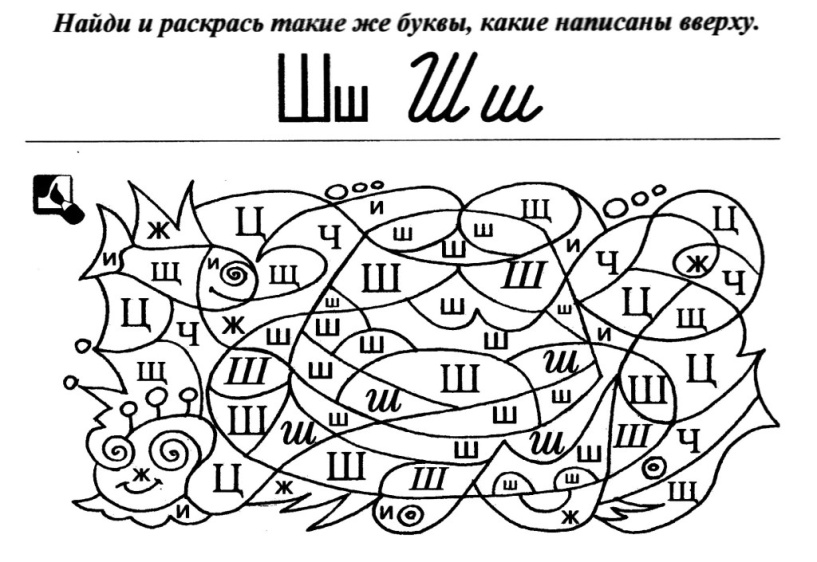 Найди и раскрась такие же буквы, какие написаны вверху.
Шш Шш
Ц и Щ Ц
Ж Ч ш ш и
и Щ и Щ Ш Ч ж Ч
Ш Ш
Ц ш Ш ш Ц Щ
Ч Ж Ш Ш и
Ш Ш
Щ Ш Ш Ш ш Ц
ш Ш
Ш ш Ш ш Ш Ч
ш Ш ш Ш
ж Ш Ш ш ш Щ
Ц Ж
и и Ж